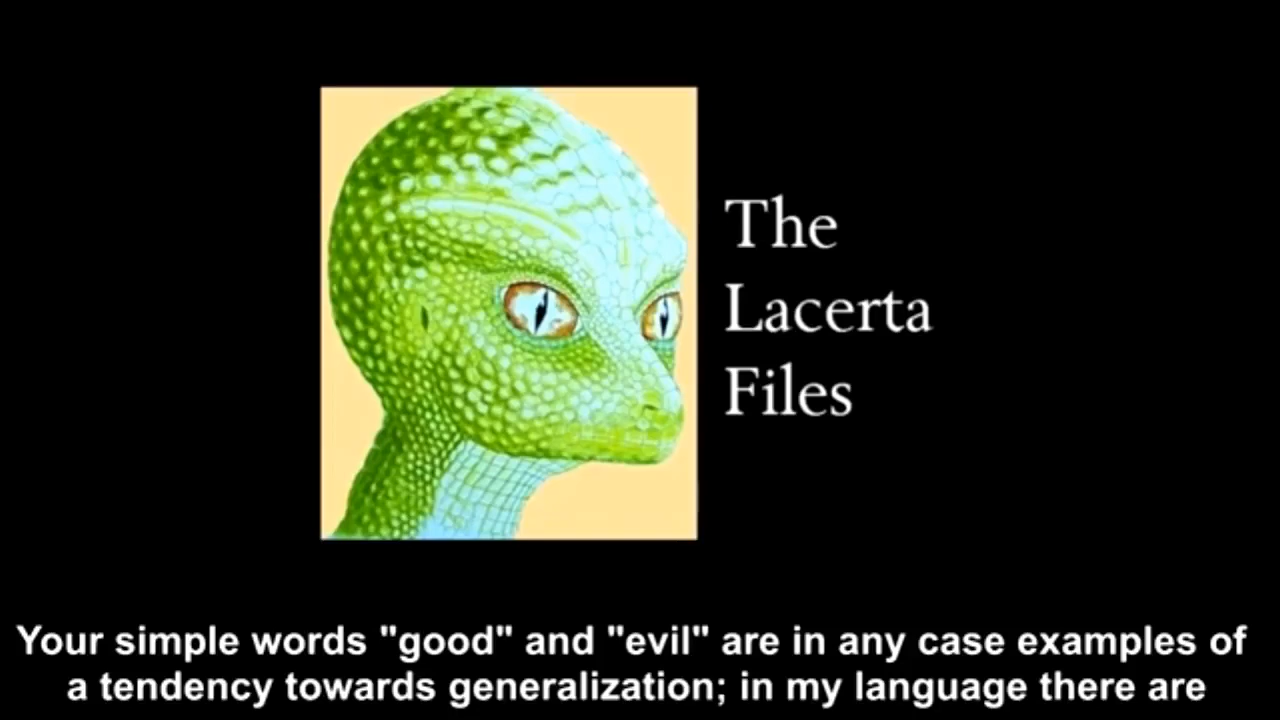 The
Lacerta
Files
Your simple words "good" and "evil" are in any case examples of
a tendency towards generalization; in my language there are